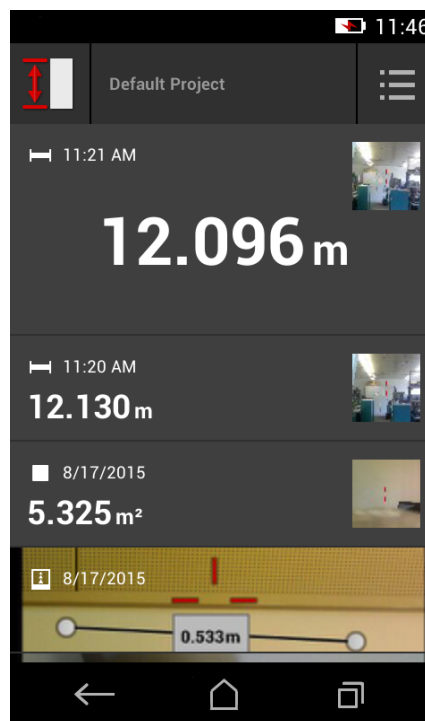 11:46
Default Project
11:21 AM
12.096 m
11:20 AM
12.130 m
8/17/2015
5.325 m²
8/17/2015
0.533m